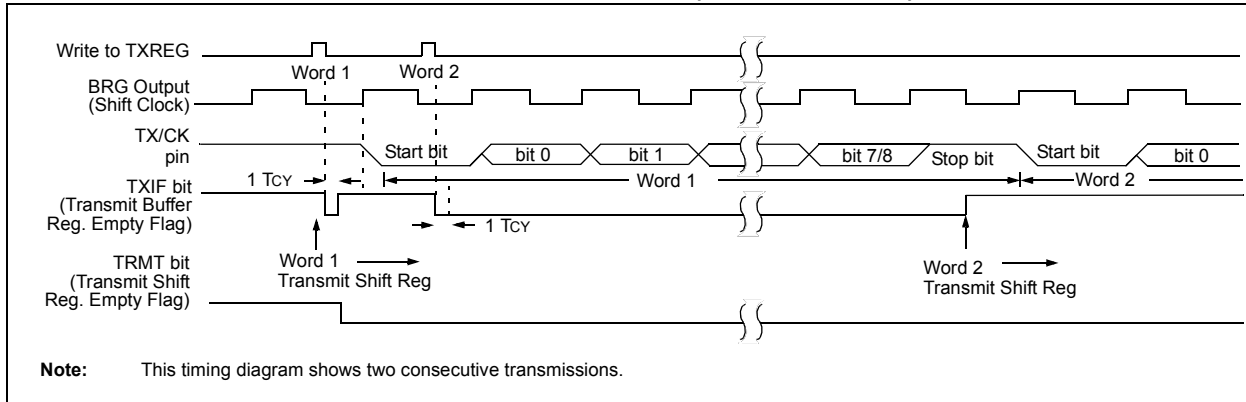 Write to TXREG
Word 1 Word 2
BRG Output
(Shift Clock)
TX/CK
pin
Start bit bit 0 bit 1 bit 7/8 Stop bit Start bit bit 0
Word 1 Word 2
1 TCY
TXIF bit
(Transmit Buffer
Reg. Empty Flag)
1 TCY
Word 1
Transmit Shift Reg
Word 2
Transmit Shift Reg
TRMT bit
(Transmit Shift
Reg. Empty Flag)
Note: This timing diagram shows two consecutive transmissions.